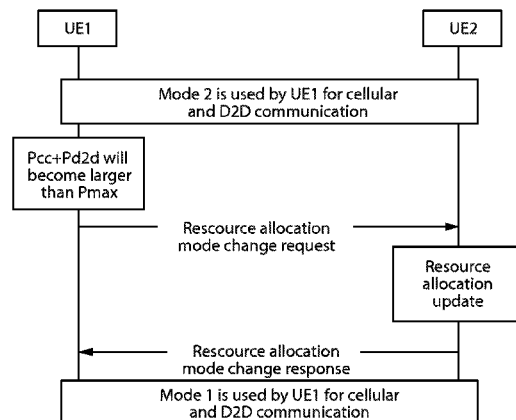 UE1
UE2
Mode 2 is used by UE1 for cellular
and D2D communication
Pcc+Pd2d will
become larger
than Pmax
Rescource allocation
mode change request
Resource
allocation
update
Rescource allocation
mode change response
Mode 1 is used by UE1 for cellular
and D2D communication